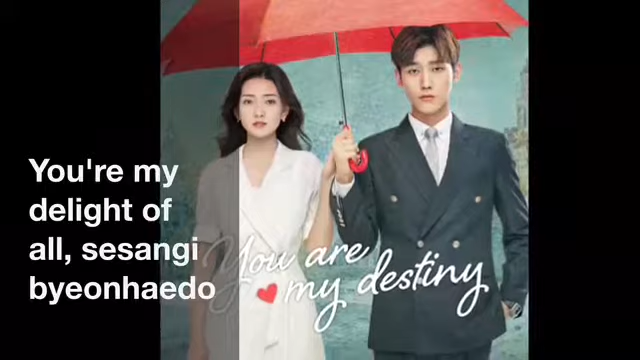 You're my
delight of
all, sesangi
byeonhaedo
You are
my destiny